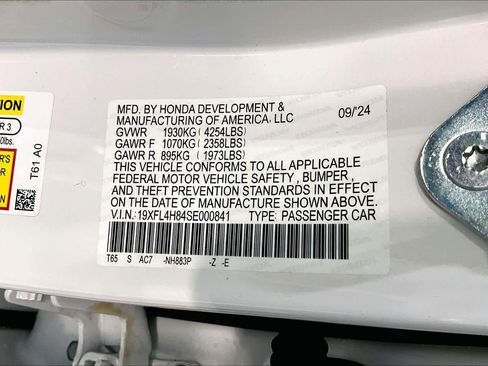 MFD. BY HONDA DEVELOPMENT &
MANUFACTURING OF AMERICA, LLC 09/'24
GVWR 1930KG (4254LBS)
GAWR F 1070KG (2358LBS)
GAWR R 895KG (1973LBS)
THIS VEHICLE CONFORMS TO ALL APPLICABLE
FEDERAL MOTOR VEHICLE SAFETY , BUMPER ,
AND THEFT PREVENTION STANDARDS IN EFFECT
ON THE DATE OF MANUFACTURE SHOWN ABOVE.
V.I.N.: 19XFL4H84SE000841 TYPE: PASSENGER CAR
T65 S AC7 -NH883P -Z -E
R 3
T61 A0